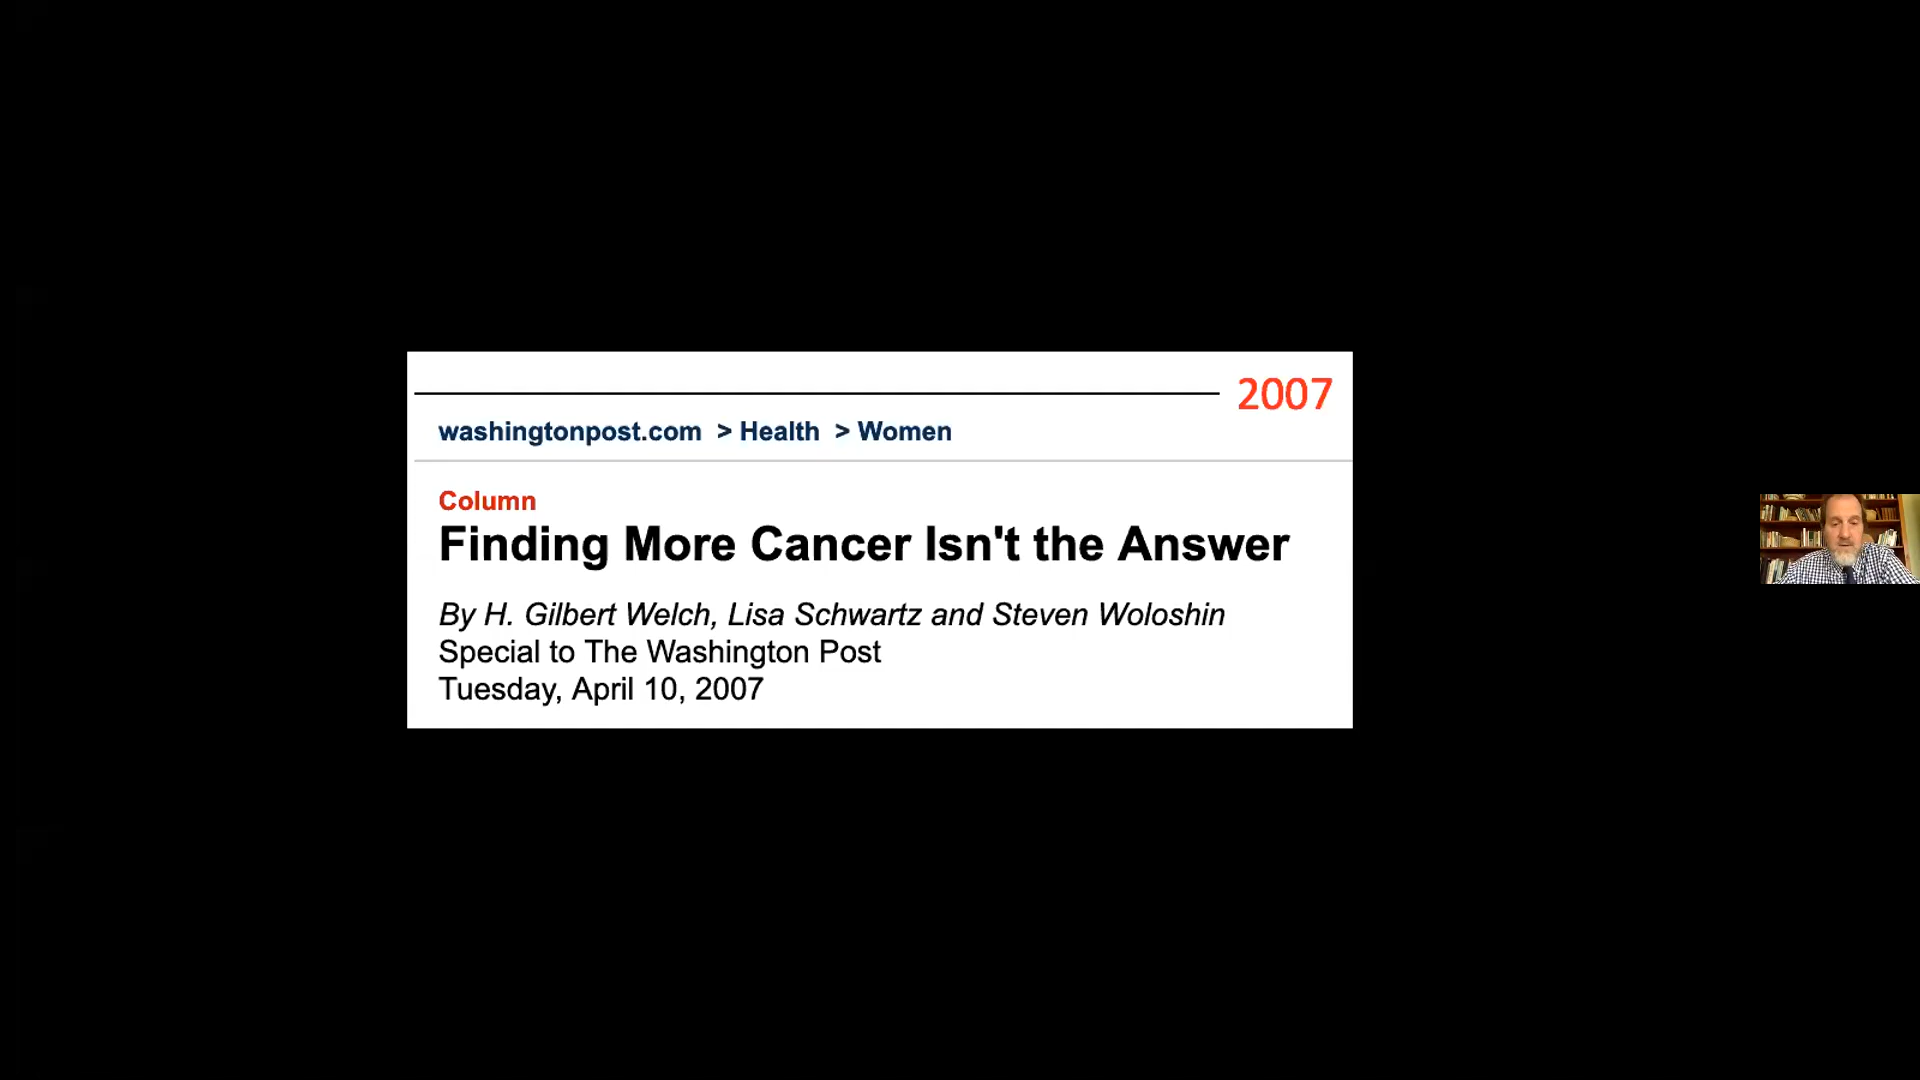 2007
washingtonpost.com > Health > Women
Column
Finding More Cancer Isn't the Answer
By H. Gilbert Welch, Lisa Schwartz and Steven Woloshin
Special to The Washington Post
Tuesday, April 10, 2007